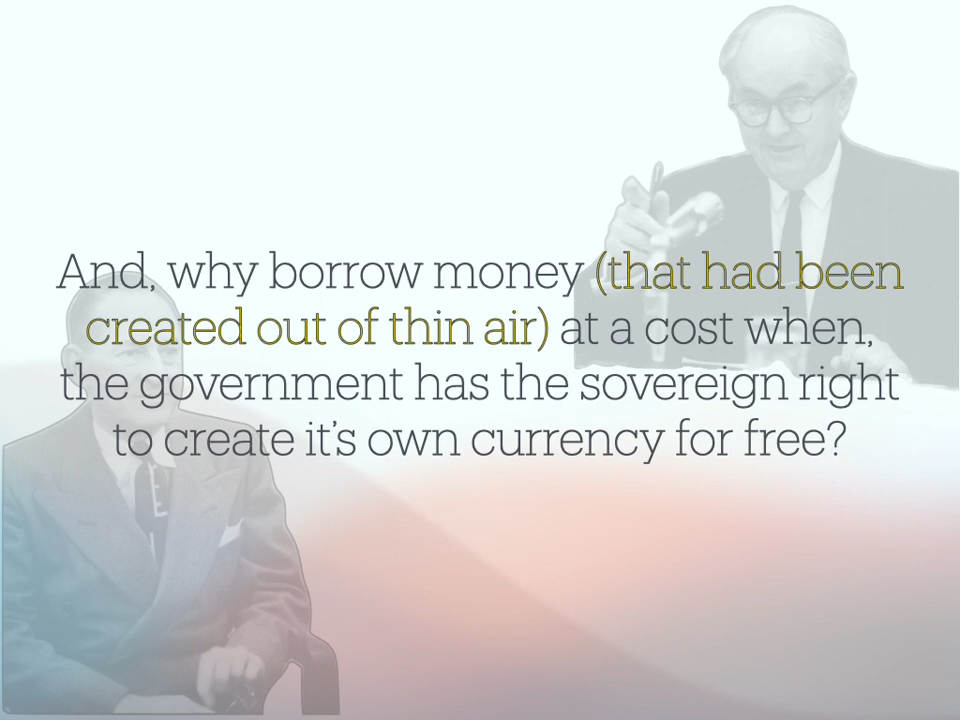 And, why borrow money (that had been
created out of thin air) at a cost when,
the government has the sovereign right
to create it's own currency for free?